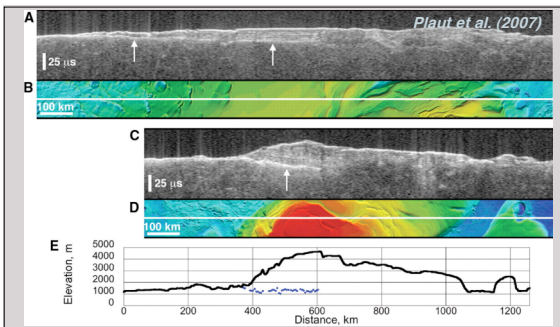 A
Plaut et al. (2007)
25 µs
B
100 km
C
25 µs
D
100 km
E
Elevation, m
5000
4000
3000
2000
1000
0
0 200 400 600 800 1000 1200
Distance, km